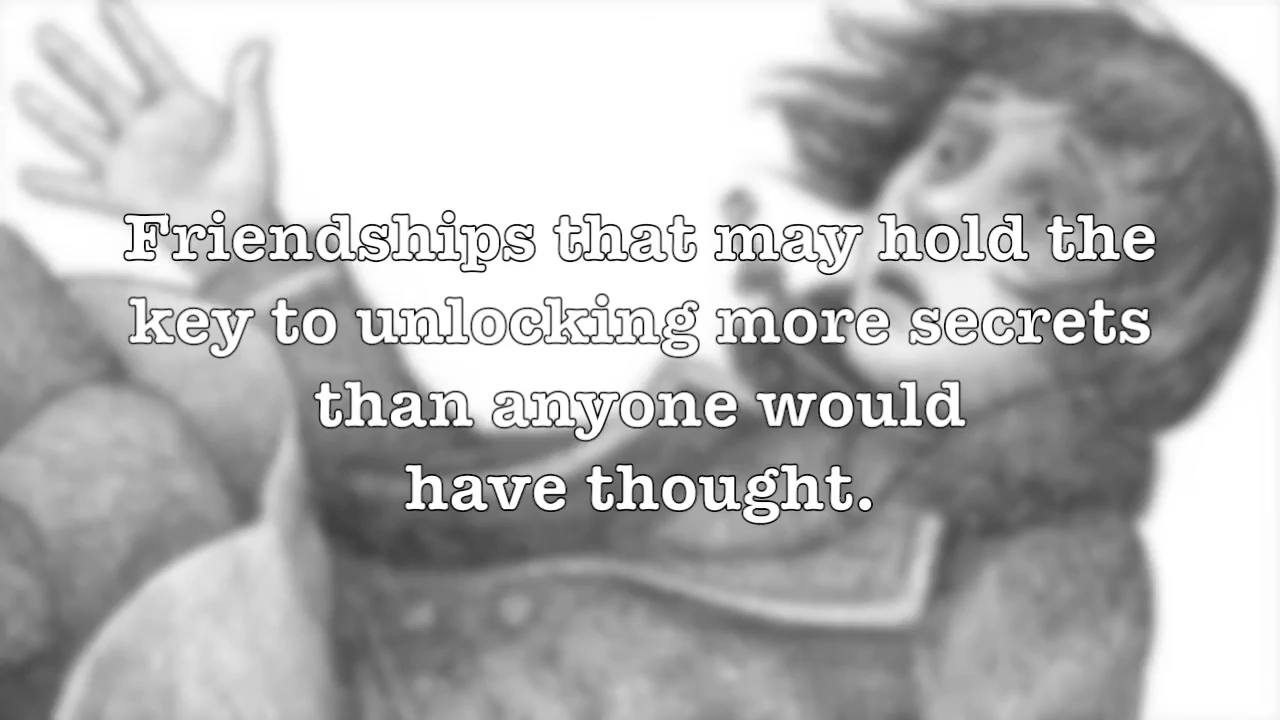 Friendships that may hold the
key to unlocking more secrets
than anyone would
have thought.